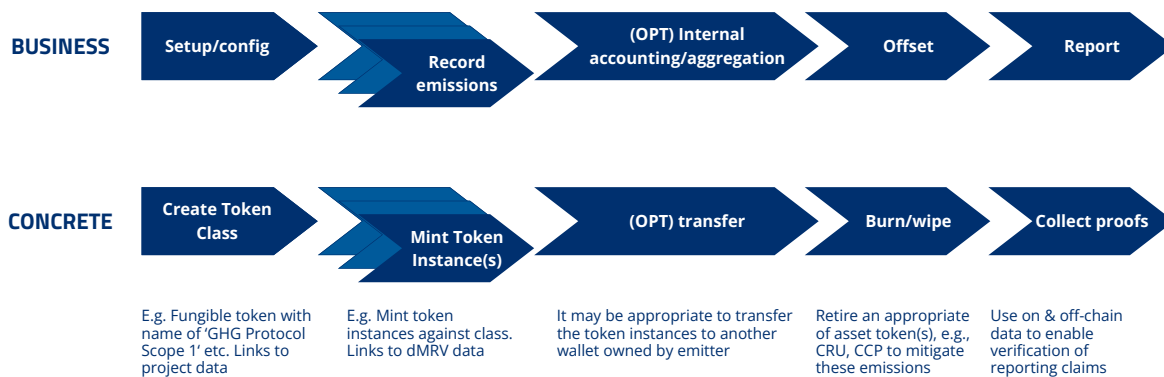 BUSINESS
Setup/config
Record
emissions
(OPT) Internal
accounting/aggregation
Offset
Report
CONCRETE
Create Token
Class
Mint Token
Instance(s)
(OPT) transfer
Burn/wipe
Collect proofs
E.g. Fungible token with
name of ‘GHG Protocol
Scope 1‘ etc. Links to
project data
E.g. Mint token
instances against class.
Links to dMRV data
It may be appropriate to transfer
the token instances to another
wallet owned by emitter
Retire an appropriate
of asset token(s), e.g.,
CRU, CCP to mitigate
these emissions
Use on & off-chain
data to enable
verification of
reporting claims